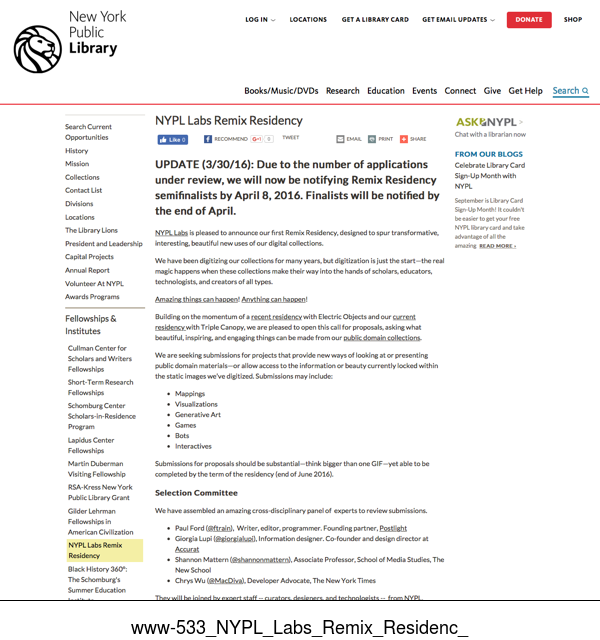 New York
Public
Library
LOG IN
LOCATIONS
GET A LIBRARY CARD
GET EMAIL UPDATES
DONATE
SHOP
Books/Music/DVDs Research Education Events Connect Give Get Help Search
Search Current
Opportunities
History
Mission
Collections
Contact List
Divisions
Locations
The Library Lions
President and Leadership
Capital Projects
Annual Report
Volunteer At NYPL
Awards Programs
Fellowships &
Institutes
Cullman Center for
Scholars and Writers
Fellowships
Short-Term Research
Fellowships
Schomburg Center
Scholars-in-Residence
Program
Lapidus Center
Fellowships
Martin Duberman
Visiting Fellowship
RSA-Kress New York
Public Library Grant
Gilder Lehrman
Fellowships in
American Civilization
NYPL Labs Remix
Residency
Black History 360°:
The Schomburg's
Summer Education
NYPL Labs Remix Residency
Like 0
RECOMMEND
G+1 0
TWEET
EMAIL
PRINT
SHARE
UPDATE (3/30/16): Due to the number of applications
under review, we will now be notifying Remix Residency
semifinalists by April 8, 2016. Finalists will be notified by
the end of April.
NYPL Labs is pleased to announce our first Remix Residency, designed to spur transformative,
interesting, beautiful new uses of our digital collections.
We have been digitizing our collections for many years, but digitization is just the start—the real
magic happens when these collections make their way into the hands of scholars, educators,
technologists, and creators of all types.
Amazing things can happen! Anything can happen!
Building on the momentum of a recent residency with Electric Objects and our current
residency with Triple Canopy, we are pleased to open this call for proposals, asking what
beautiful, inspiring, and engaging things can be made from our public domain collections.
We are seeking submissions for projects that provide new ways of looking at or presenting
public domain materials—or allow access to the information or beauty currently locked within
the static images we've digitized. Submissions may include:
• Mappings
• Visualizations
• Generative Art
• Games
• Bots
• Interactives
Submissions for proposals should be substantial—think bigger than one GIF—yet able to be
completed by the term of the residency (end of June 2016).
Selection Committee
We have assembled an amazing cross-disciplinary panel of experts to review submissions.
• Paul Ford (@ftrain), Writer, editor, programmer. Founding partner, Postlight
• Giorgia Lupi (@giorgialupi), Information designer. Co-founder and design director at
Accurat
• Shannon Mattern (@shannonmattern), Associate Professor, School of Media Studies, The
New School
• Chrys Wu (@MacDiva), Developer Advocate, The New York Times
They will be joined by expert staff -- curators, designers, and technologists -- from NYPL.
ASK NYPL >
Chat with a librarian now
FROM OUR BLOGS
Celebrate Library Card
Sign-Up Month with
NYPL
September is Library Card
Sign-Up Month! It couldn't
be easier to get your free
NYPL library card and take
advantage of all the
amazing READ MORE ›
www-533_NYPL_Labs_Remix_Residenc_